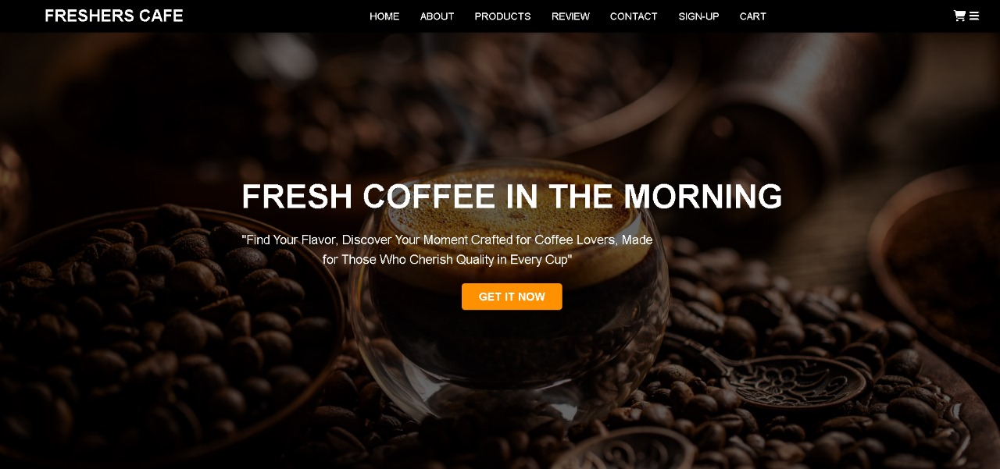 FRESHERS CAFE
HOME ABOUT PRODUCTS REVIEW CONTACT SIGN-UP CART
FRESH COFFEE IN THE MORNING
"Find Your Flavor, Discover Your Moment Crafted for Coffee Lovers, Made
for Those Who Cherish Quality in Every Cup"
GET IT NOW